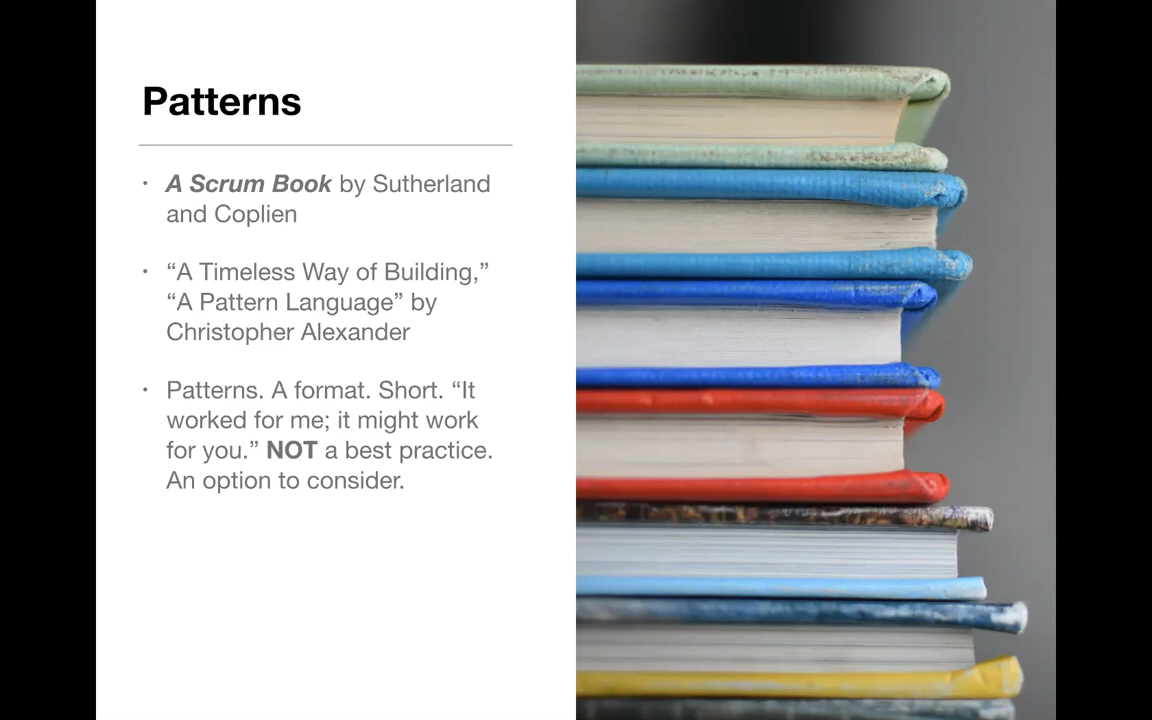 Patterns
• A Scrum Book by Sutherland
and Coplien
• “A Timeless Way of Building,”
“A Pattern Language” by
Christopher Alexander
• Patterns. A format. Short. “It
worked for me; it might work
for you.” NOT a best practice.
An option to consider.